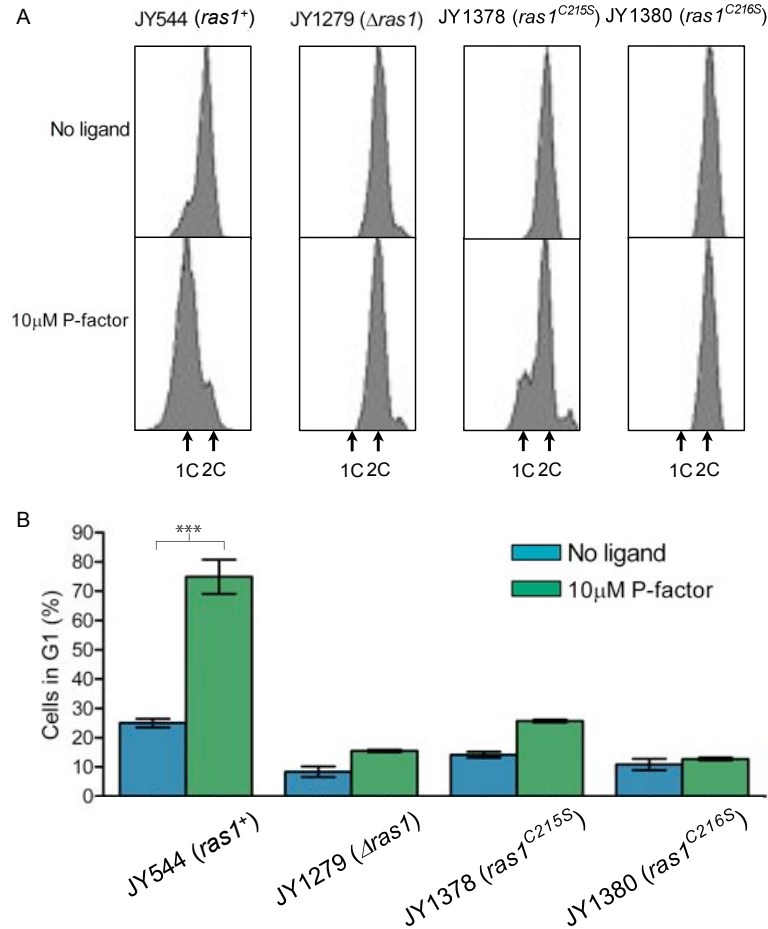 A
JY544 (ras1⁺) JY1279 (Δras1) JY1378 (ras1ᶜ²¹⁵ˢ) JY1380 (ras1ᶜ²¹⁶ˢ)
No ligand
10µM P-factor
1C 2C 1C 2C 1C 2C 1C 2C
B
***
No ligand
10µM P-factor
Cells in G1 (%)
90
80
70
60
50
40
30
20
10
0
JY544 (ras1⁺)
JY1279 (Δras1)
JY1378 (ras1ᶜ²¹⁵ˢ)
JY1380 (ras1ᶜ²¹⁶ˢ)